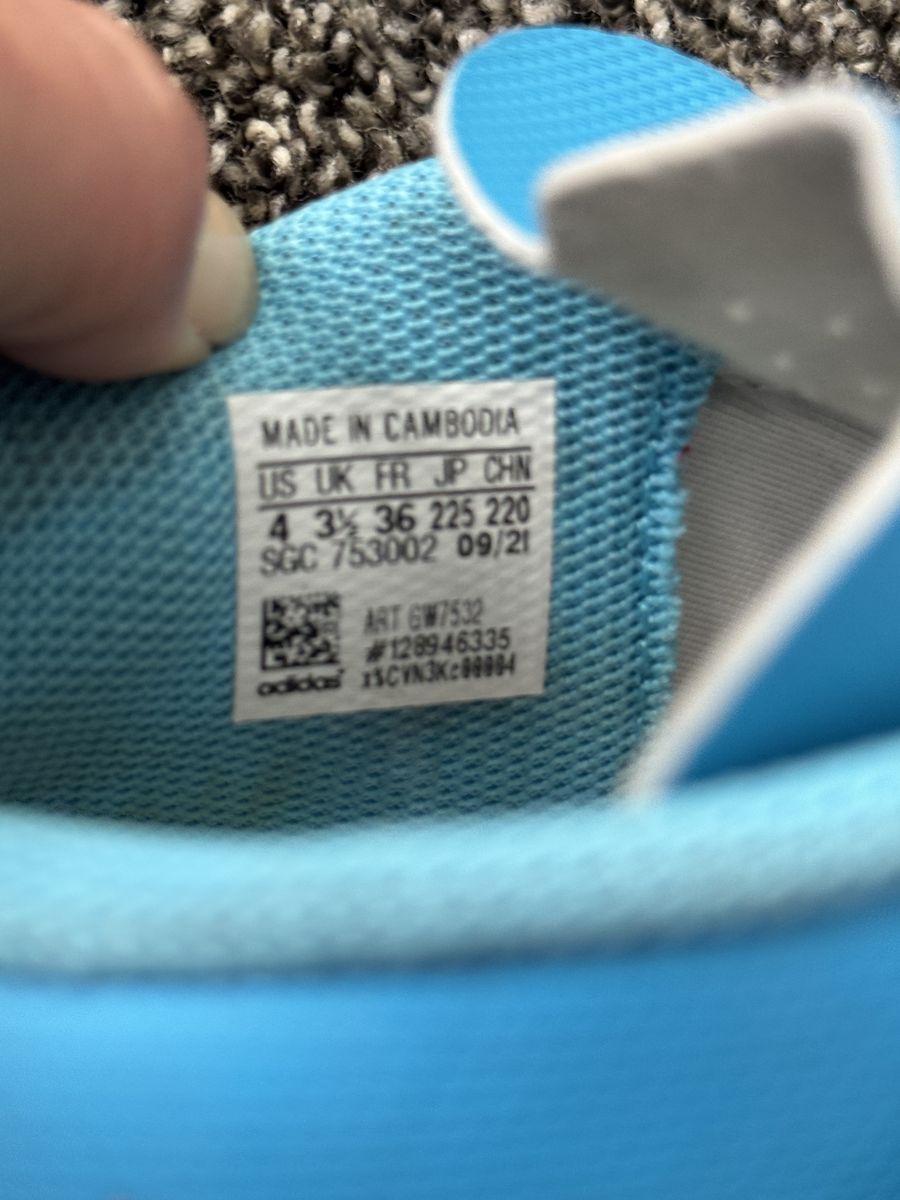 MADE IN CAMBODIA
US UK FR JP CHN
4 3½ 36 225 220
SGC 753002 09/21
ART GW7532
#128946335
adidas